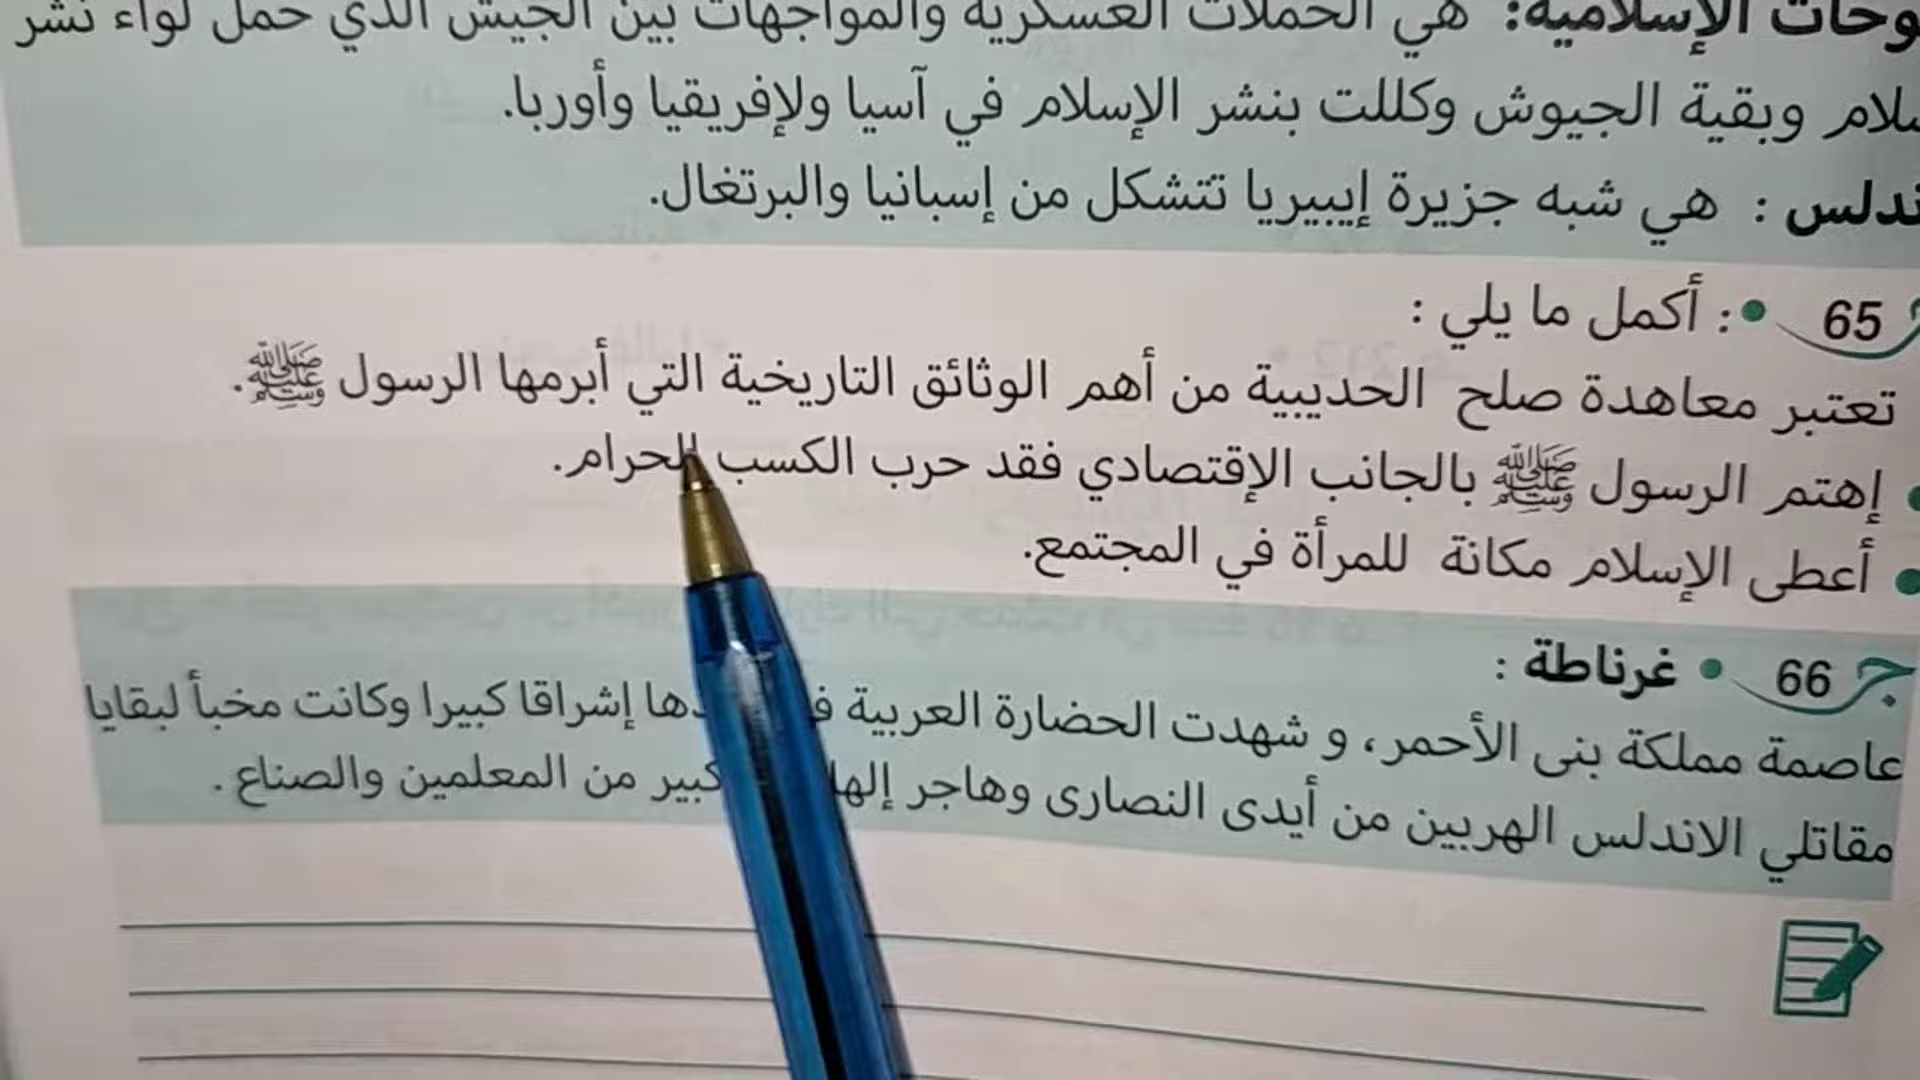 الإسلامية: هي الحملات العسكرية والمواجهات بين الجيش الذي حمل لواء نشر
وبقية الجيوش وكللت بنشر الإسلام في آسيا ولإفريقيا وأوربا.
: هي شبه جزيرة إيبيريا تتشكل من إسبانيا والبرتغال.
65 • : أكمل ما يلي :
تعتبر معاهدة صلح الحديبية من أهم الوثائق التاريخية التي أبرمها الرسول ﷺ.
• إهتم الرسول ﷺ بالجانب الإقتصادي فقد حرب الكسب الحرام.
• أعطى الإسلام مكانة للمرأة في المجتمع.
ج 66 • غرناطة :
عاصمة مملكة بنى الأحمر، و شهدت الحضارة العربية إشراقا كبيرا وكانت مخبأ لبقايا
مقاتلي الاندلس الهربين من أيدى النصارى وهاجر كبير من المعلمين والصناع .